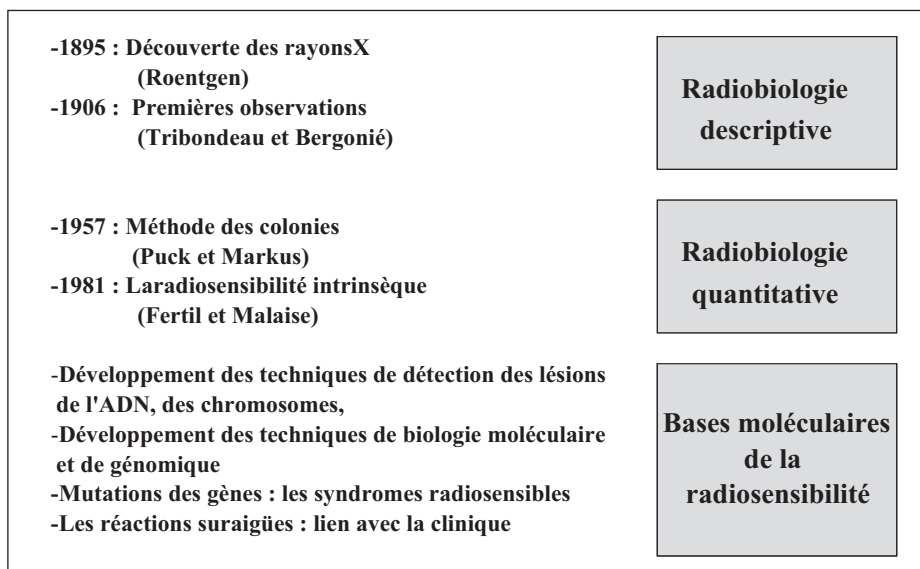 -1895 : Découverte des rayonsX
(Roentgen)
-1906 : Premières observations
(Tribondeau et Bergonié)
Radiobiologie
descriptive
-1957 : Méthode des colonies
(Puck et Markus)
-1981 : Laradiosensibilité intrinsèque
(Fertil et Malaise)
Radiobiologie
quantitative
-Développement des techniques de détection des lésions
de l'ADN, des chromosomes,
-Développement des techniques de biologie moléculaire
et de génomique
-Mutations des gènes : les syndromes radiosensibles
-Les réactions suraigües : lien avec la clinique
Bases moléculaires
de la
radiosensibilité